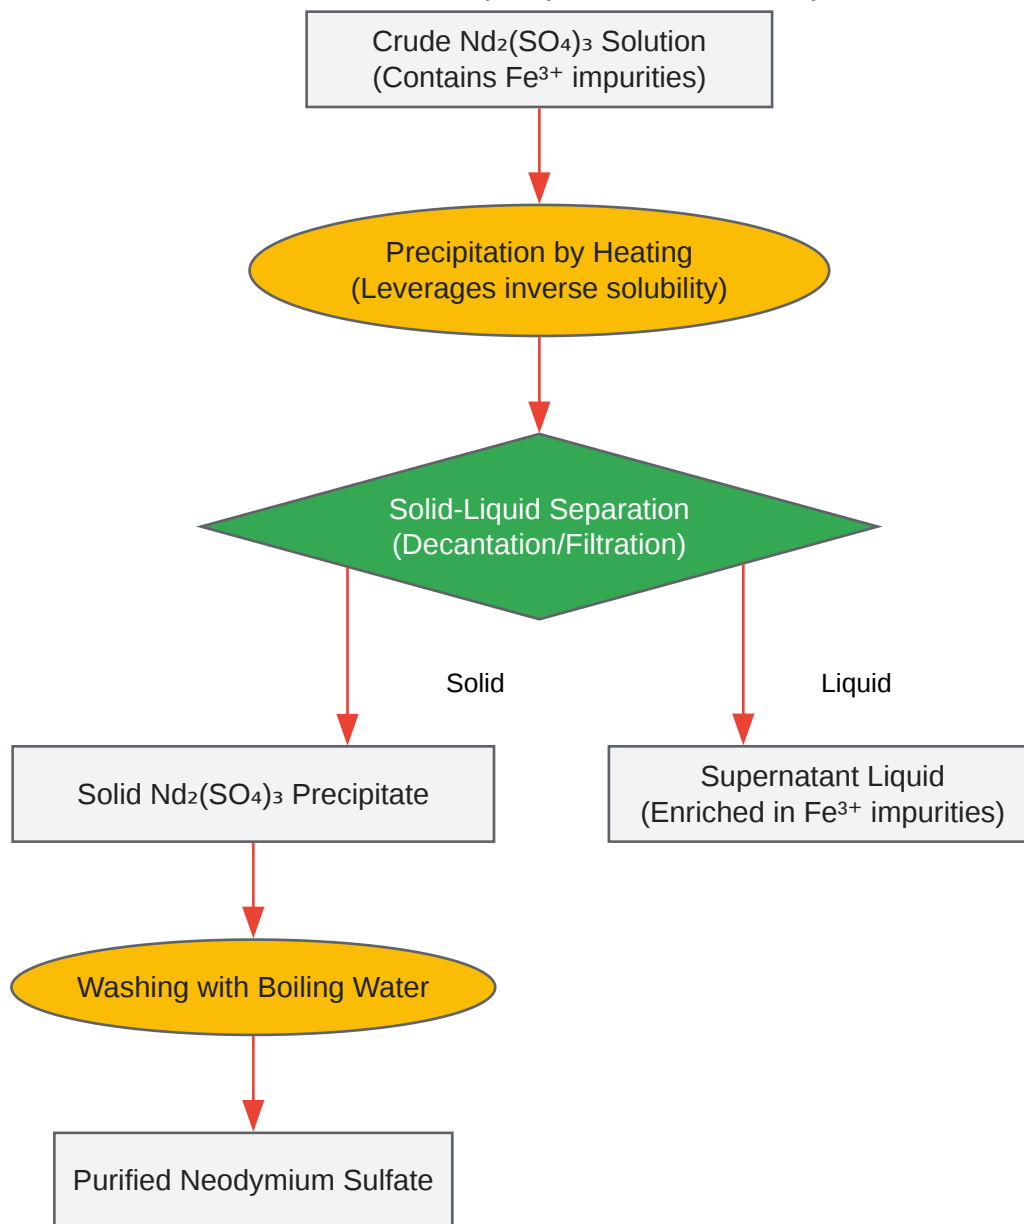 Crude Nd₂(SO₄)₃ Solution
(Contains Fe³⁺ impurities)
Precipitation by Heating
(Leverages inverse solubility)
Solid-Liquid Separation
(Decantation/Filtration)
Solid
Liquid
Solid Nd₂(SO₄)₃ Precipitate
Supernatant Liquid
(Enriched in Fe³⁺ impurities)
Washing with Boiling Water
Purified Neodymium Sulfate